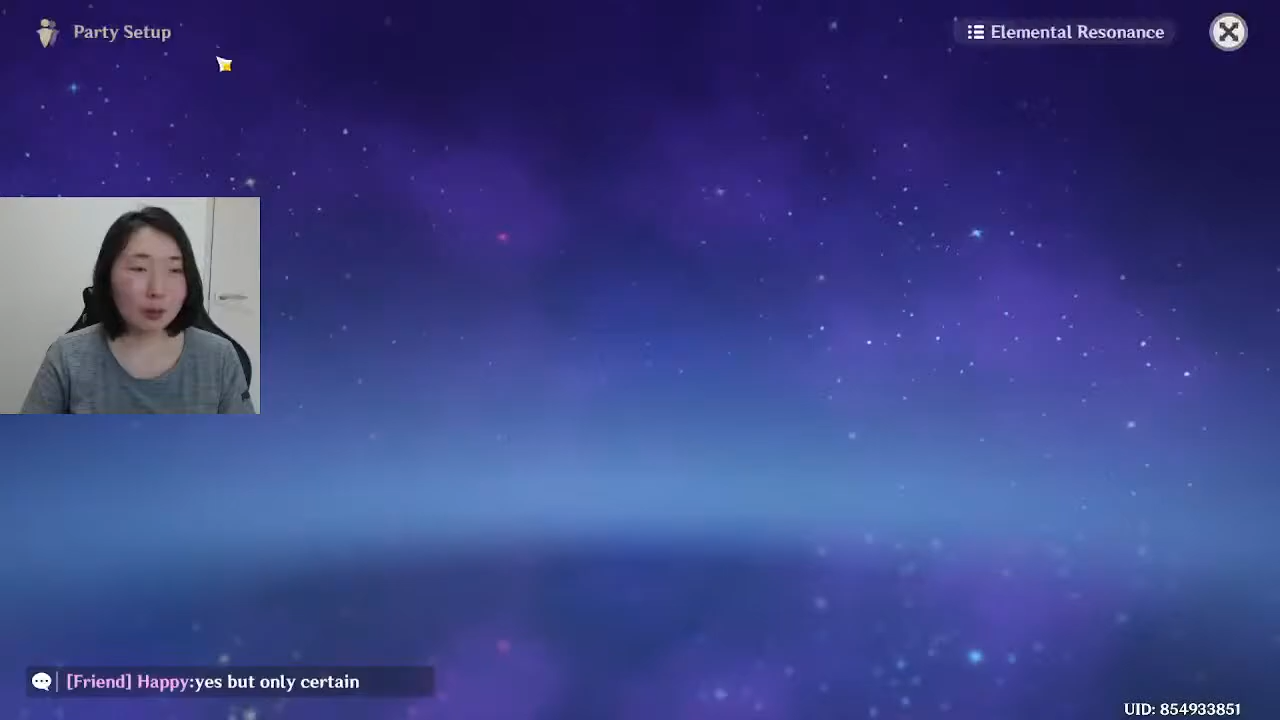 Party Setup
Elemental Resonance
[Friend] Happy:yes but only certain
UID: 854933851